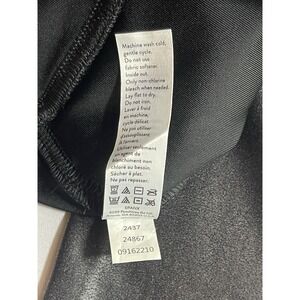 Machine wash cold,
gentle cycle.
Do not use
fabric softener.
Inside out.
Only non-chlorine
bleach when needed.
Lay flat to dry.
Do not iron.
Laver à froid
en machine,
cycle délicat.
Ne pas utiliser
d'assouplissant
À l'envers
Utiliser seulement
un agent de
blanchiment non
chloré au besoin.
Sécher à plat.
Ne pas repasser.
SPANX
2437
24867
09162210